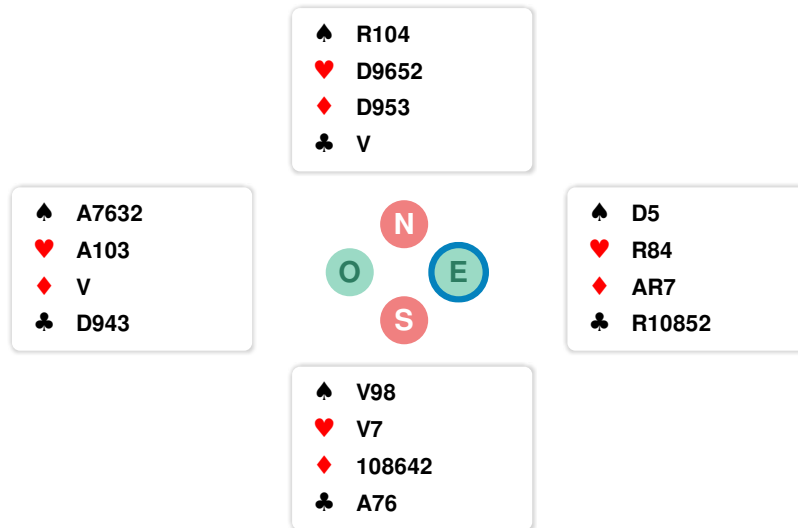 ♠ R104
♥ D9652
♦ D953
♣ V
♠ A7632
♥ A103
♦ V
♣ D943
N
O E
S
♠ D5
♥ R84
♦ AR7
♣ R10852
♠ V98
♥ V7
♦ 108642
♣ A76